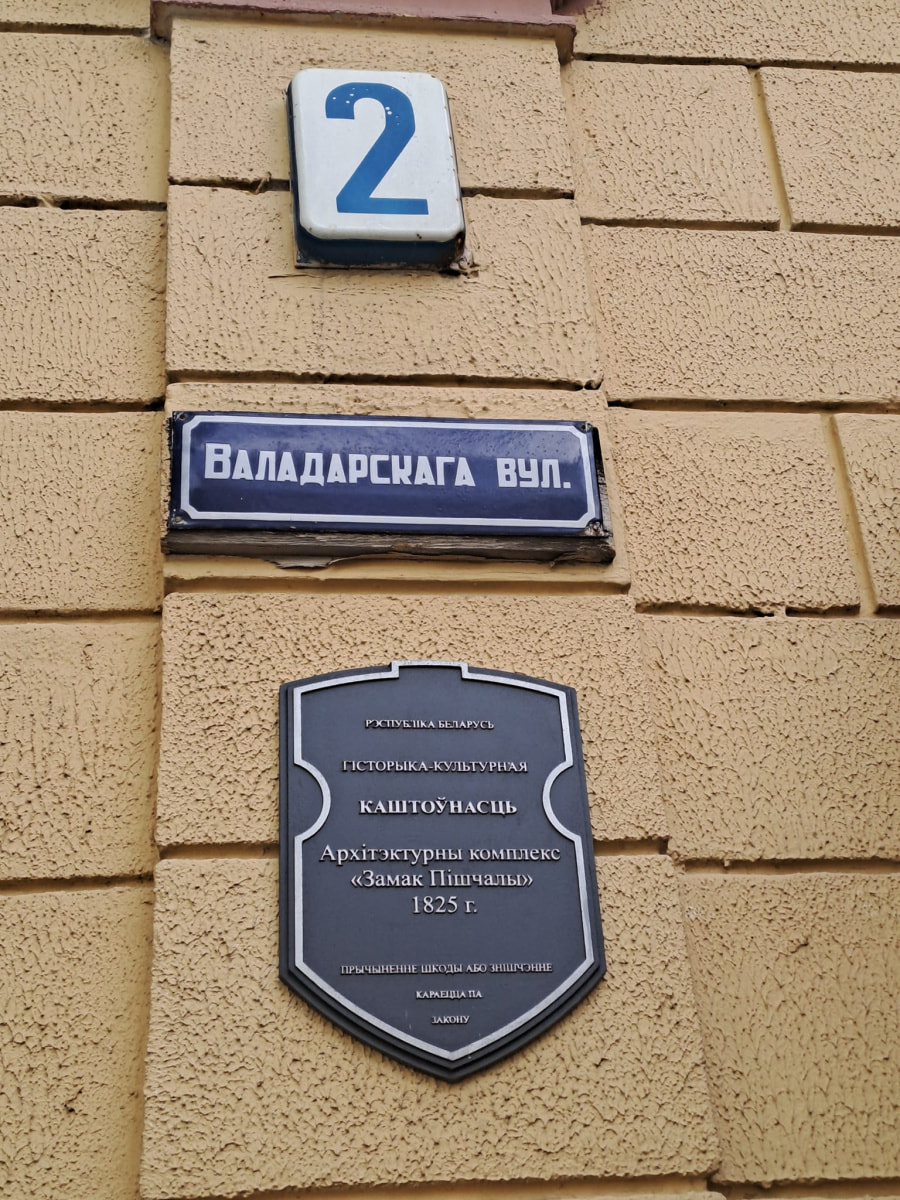 2
ВАЛАДАРСКАГА ВУЛ.
РЭСПУБЛІКА БЕЛАРУСЬ
ГІСТОРЫКА-КУЛЬТУРНАЯ
КАШТОЎНАСЦЬ
Архітэктурны комплекс
«Замак Пішчалы»
1825 г.
ПРЫЧЫНЕННЕ ШКОДЫ АБО ЗНІШЧЭННЕ
КАРАЕЦЦА ПА
ЗАКОНУ